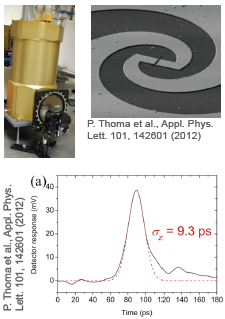 P. Thoma et al., Appl. Phys.
Lett. 101, 142601 (2012)
P. Thoma et al., Appl. Phys.
Lett. 101, 142601 (2012)
(a)
Detector response (mV)
40
30
20
10
0
σz = 9.3 ps
0 20 40 60 80 100 120 140 160 180
Time (ps)